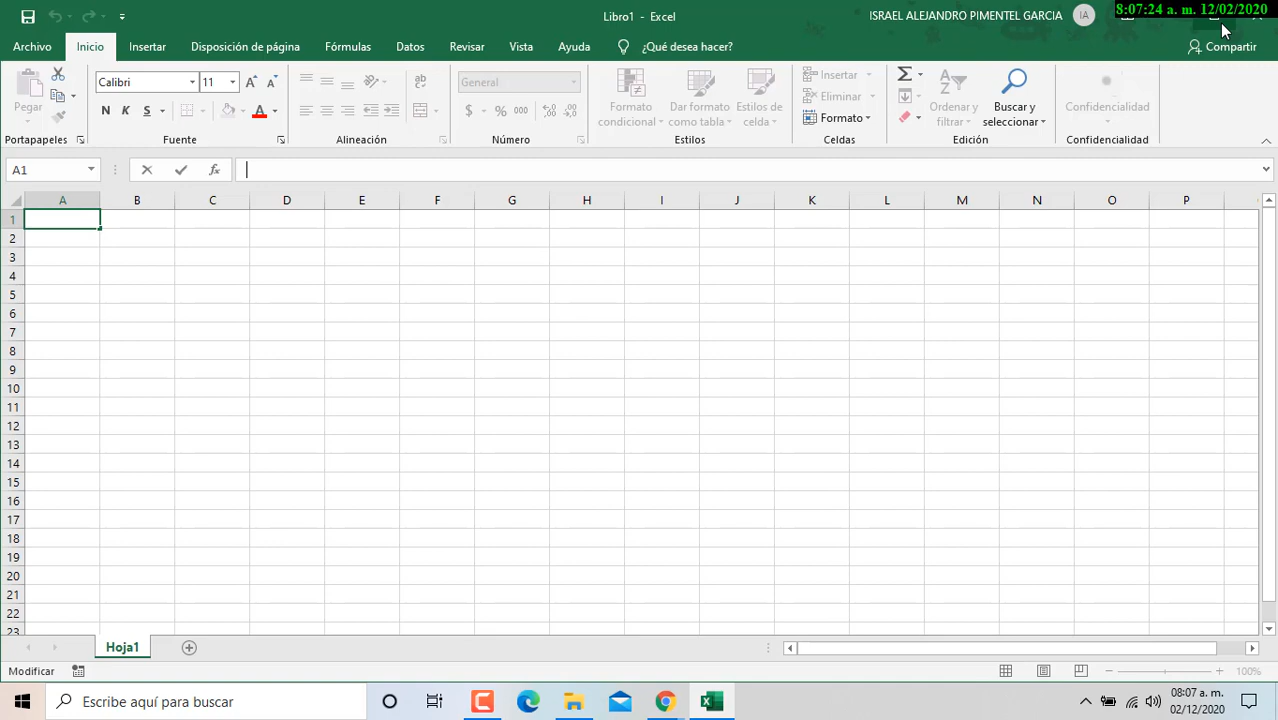 Libro1 - Excel
ISRAEL ALEJANDRO PIMENTEL GARCIA IA
8:07:24 a. m. 12/02/2020
Archivo Inicio Insertar Disposición de página Fórmulas Datos Revisar Vista Ayuda ¿Qué desea hacer? Compartir
Pegar
Calibri 11
N K S A
ab
General
$ % 000
Formato condicional
Dar formato como tabla
Estilos de celda
Insertar
Eliminar
Formato
Ordenar y filtrar
Buscar y seleccionar
Confidencialidad
Portapapeles Fuente Alineación Número Estilos Celdas Edición Confidencialidad
A1 fx
A B C D E F G H I J K L M N O P
1
2
3
4
5
6
7
8
9
10
11
12
13
14
15
16
17
18
19
20
21
22
23
Hoja1
Modificar 100%
Escribe aquí para buscar
08:07 a. m.
02/12/2020